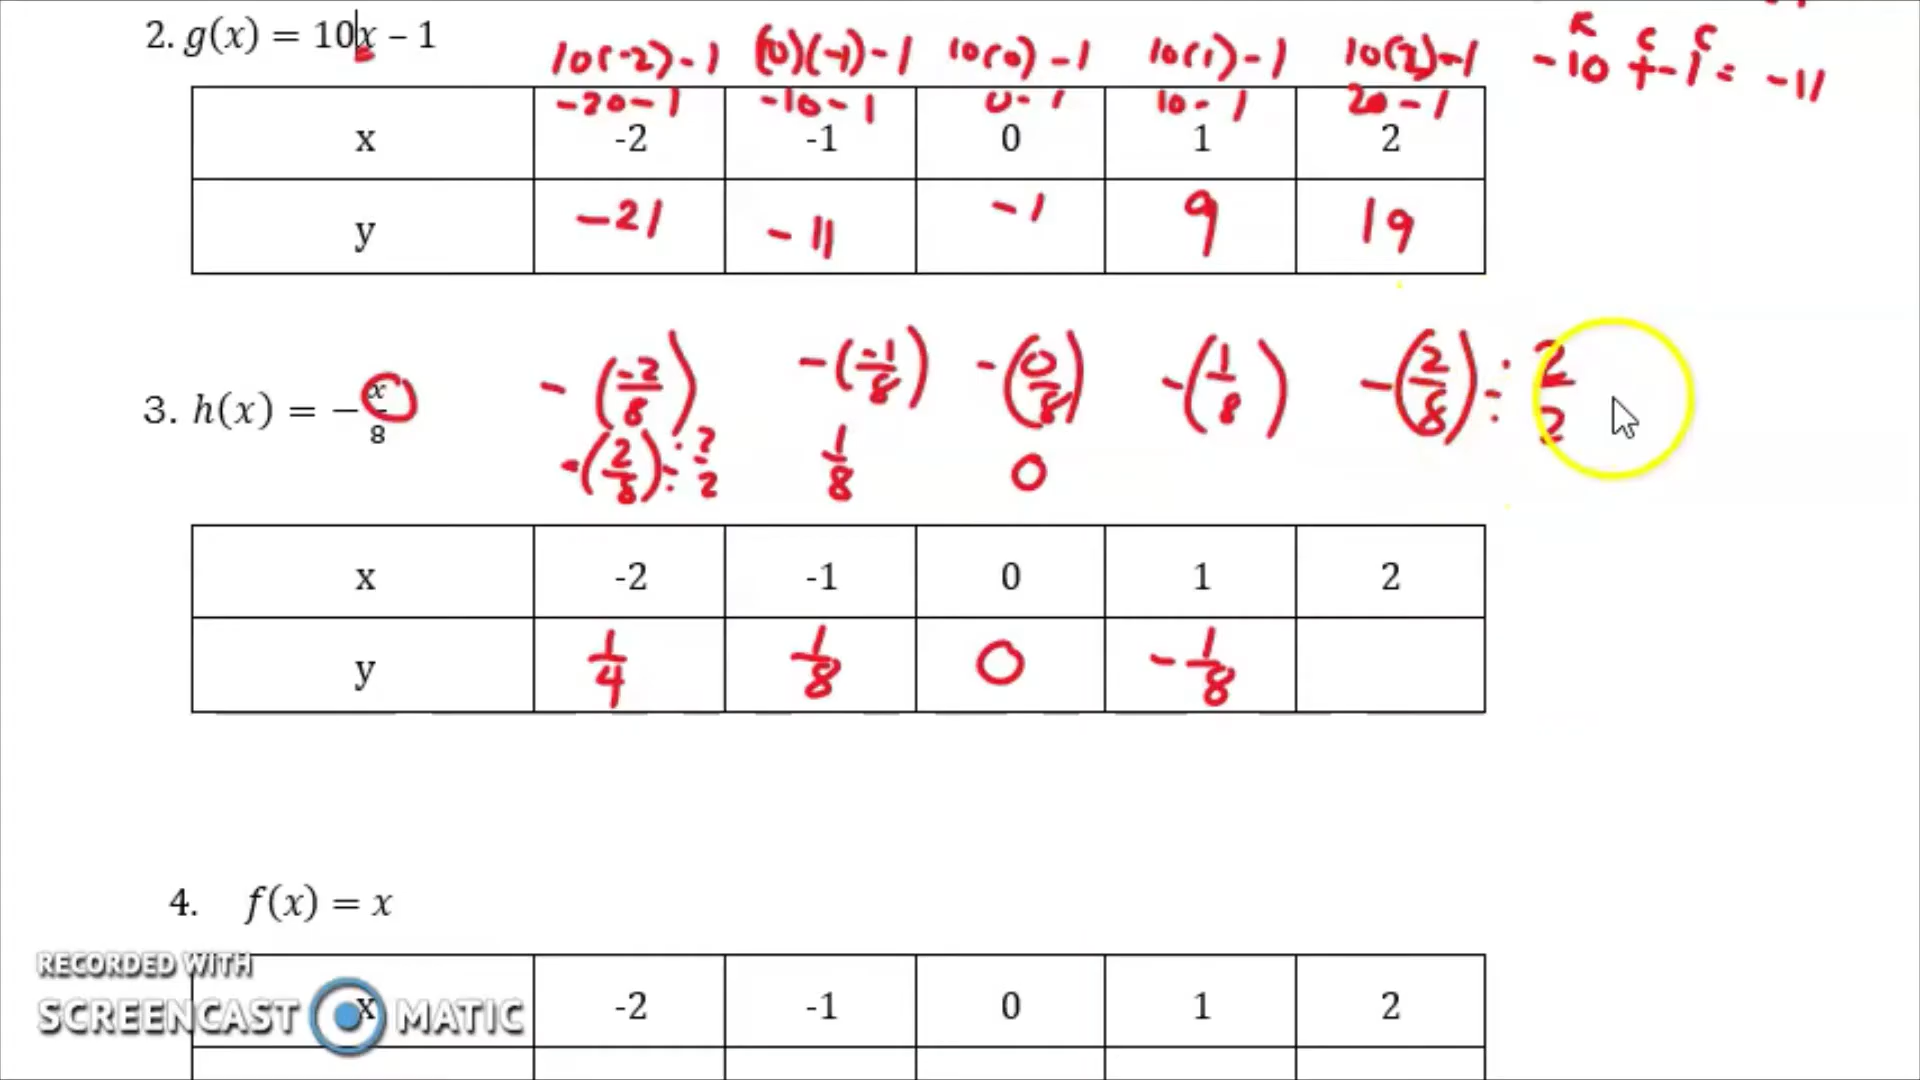 2. g(x) = 10x – 1
10(-2)-1 (0)(-1)-1 10(0)-1 10(1)-1 10(2)-1
K C C
-10 + -1 = -11
-20-1 -10-1 0-1 10-1 20-1
x -2 -1 0 1 2
y -21 -11 -1 9 19
3. h(x) = − x/8
-(-2/8) -(-1/8) -(0/8) -(1/8) -(2/8) ÷ 2/2
-(2/8) ÷ 2/2 1/8 0
x -2 -1 0 1 2
y 1/4 1/8 0 -1/8
4. f(x) = x
x -2 -1 0 1 2
RECORDED WITH
SCREENCAST MATIC